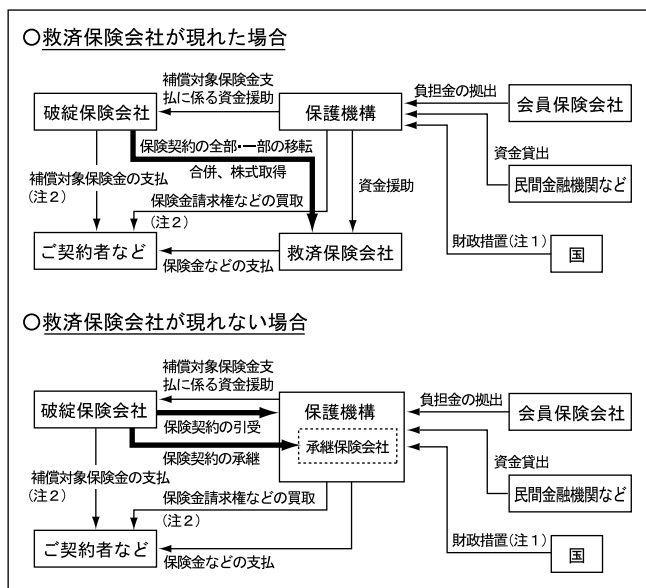 ○救済保険会社が現れた場合
補償対象保険金支
払に係る資金援助
負担金の拠出
破綻保険会社
保護機構
会員保険会社
保険契約の全部・一部の移転
合併、株式取得
資金貸出
補償対象保険金の支払
(注2)
保険金請求権などの買取
(注2)
資金援助
民間金融機関など
ご契約者など
救済保険会社
財政措置(注1)
国
保険金などの支払
○救済保険会社が現れない場合
補償対象保険金支
払に係る資金援助
負担金の拠出
破綻保険会社
保護機構
会員保険会社
保険契約の引受
承継保険会社
保険契約の承継
資金貸出
補償対象保険金の支払
(注2)
保険金請求権などの買取
(注2)
民間金融機関など
ご契約者など
財政措置(注1)
国
保険金などの支払